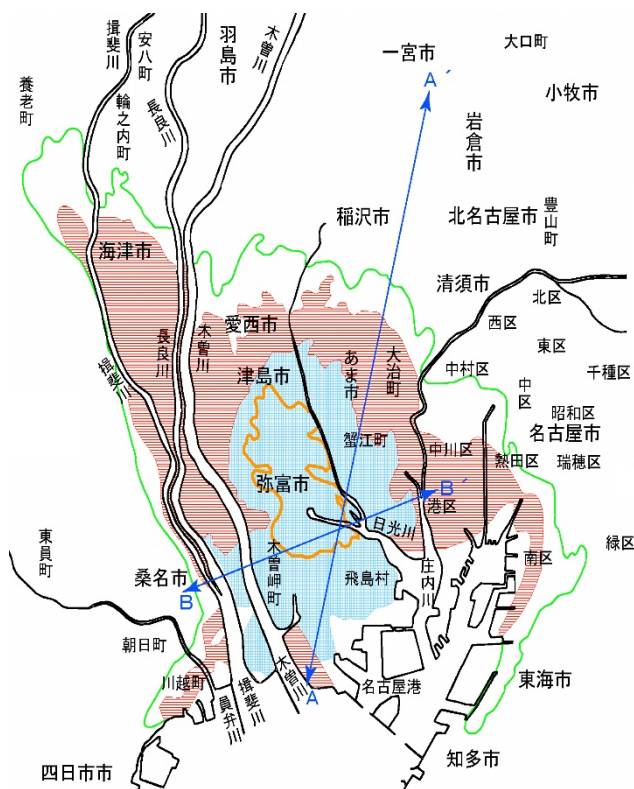 揖斐川
安八町
羽島市
木曽川
一宮市
大口町
A´
養老町
輪之内町
長良川
小牧市
岩倉市
稲沢市
北名古屋市
豊山町
海津市
清須市
北区
西区
愛西市
木曽川
長良川
揖斐川
津島市
あま市
大治町
東区
中村区
千種区
中区
昭和区
名古屋市
蟹江町
中川区
熱田区
瑞穂区
弥富市
B´
港区
日光川
東員町
緑区
桑名市
B
木曽岬町
飛島村
庄内川
南区
朝日町
川越町
員弁川
揖斐川
木曽川
A
名古屋港
東海市
知多市
四日市市